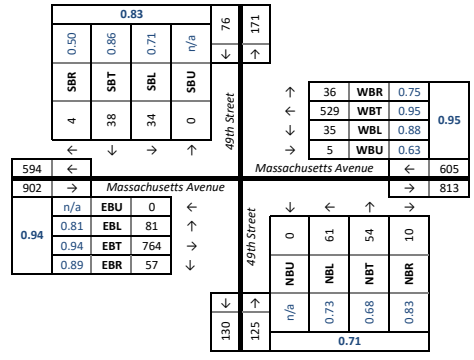 0.83
76 171
0.50 0.86 0.71 n/a
↓ ↑
SBR SBT SBL SBU
4 38 34 0
49th Street
↑ 36 WBR 0.75
← 529 WBT 0.95
↓ 35 WBL 0.88
→ 5 WBU 0.63
0.95
← ↓ → ↑
594 ←
Massachusetts Avenue
← 605
902 →
Massachusetts Avenue
→ 813
0.94
n/a EBU 0 ←
0.81 EBL 81 ↑
0.94 EBT 764 →
0.89 EBR 57 ↓
49th Street
↓ ← ↑ →
0 61 54 10
NBU NBL NBT NBR
↓ ↑
n/a 0.73 0.68 0.83
130 125
0.71